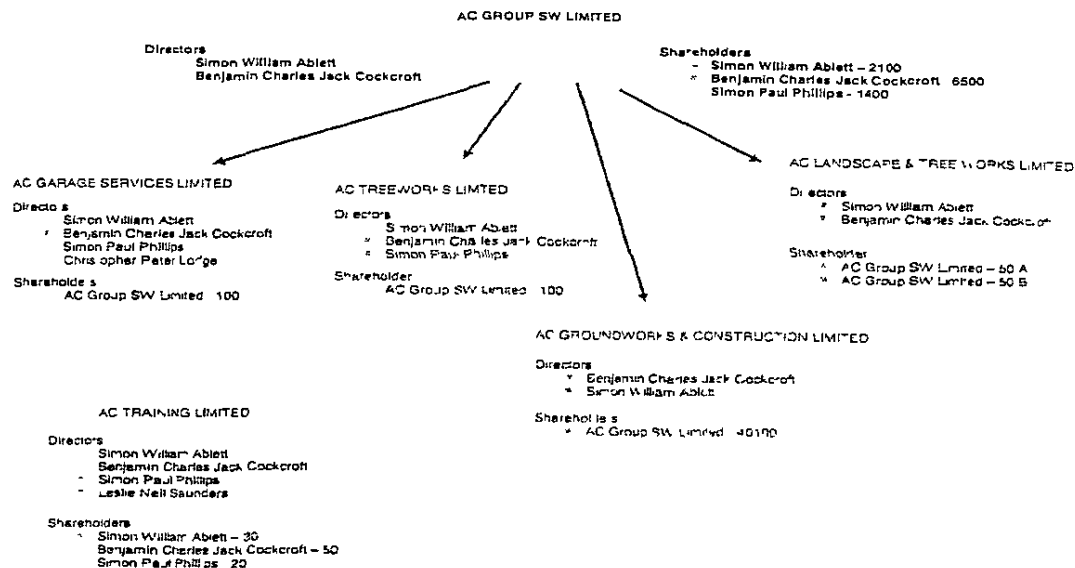 AC GROUP SW LIMITED
Directors
Simon William Ablett
Benjamin Charles Jack Cockcroft
Shareholders
Simon William Ablett – 2100
Benjamin Charles Jack Cockcroft 6500
Simon Paul Phillips - 1400
AC GARAGE SERVICES LIMITED
Directors
Simon William Ablett
Benjamin Charles Jack Cockcroft
Simon Paul Phillips
Christopher Peter Lodge
Shareholders
AC Group SW Limited 100
AC TREEWORKS LIMTED
Directors
Simon William Ablett
Benjamin Charles Jack Cockcroft
Simon Paul Phillips
Shareholder
AC Group SW Limited 100
AC LANDSCAPE & TREE WORKS LIMITED
Directors
Simon William Ablett
Benjamin Charles Jack Cockcroft
Shareholder
AC Group SW Limited – 50 A
AC Group SW Limited – 50 B
AC GROUNDWORKS & CONSTRUCTION LIMITED
Directors
Benjamin Charles Jack Cockcroft
Simon William Ablett
Shareholders
AC Group SW Limited 40100
AC TRAINING LIMITED
Directors
Simon William Ablett
Benjamin Charles Jack Cockcroft
Simon Paul Phillips
Leslie Neil Saunders
Shareholders
Simon William Ablett – 30
Benjamin Charles Jack Cockcroft – 50
Simon Paul Phillips 20